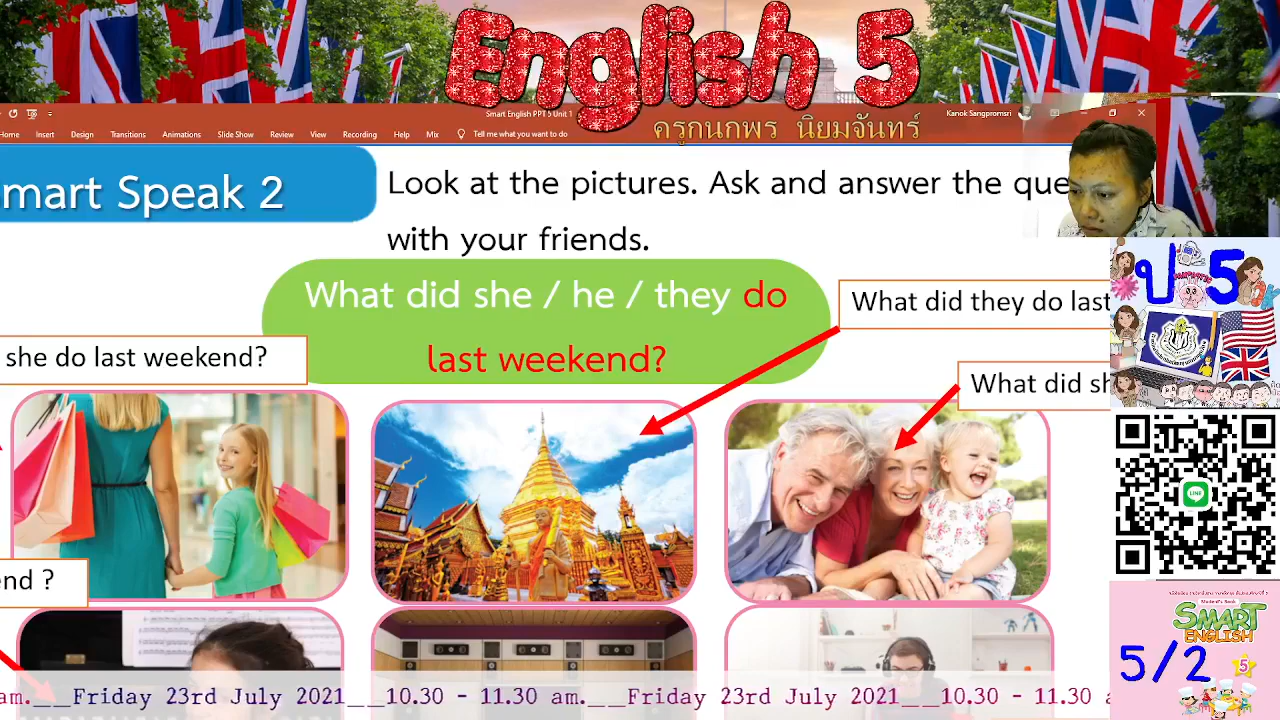 English 5
Smart English PPT 5 Unit 1
Kanok Sangpromsri
Home Insert Design Transitions Animations Slide Show Review View Recording Help Mix Tell me what you want to do
ครูกนกพร นิยมจันทร์
mart Speak 2
Look at the pictures. Ask and answer the que
with your friends.
What did she / he / they do
last weekend?
What did they do last
she do last weekend?
What did sh
end ?
ป 5
LINE
SMART
ENGLISH
5/2
5
am.__Friday 23rd July 2021__10.30 - 11.30 am.__Friday 23rd July 2021__10.30 - 11.30 a